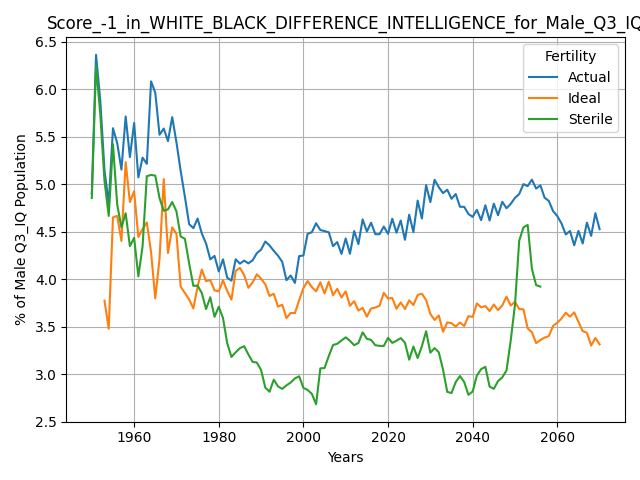 Score_-1_in_WHITE_BLACK_DIFFERENCE_INTELLIGENCE_for_Male_Q3_IQ
Fertility
Actual
Ideal
Sterile
% of Male Q3_IQ Population
6.5
6.0
5.5
5.0
4.5
4.0
3.5
3.0
2.5
1960 1980 2000 2020 2040 2060
Years